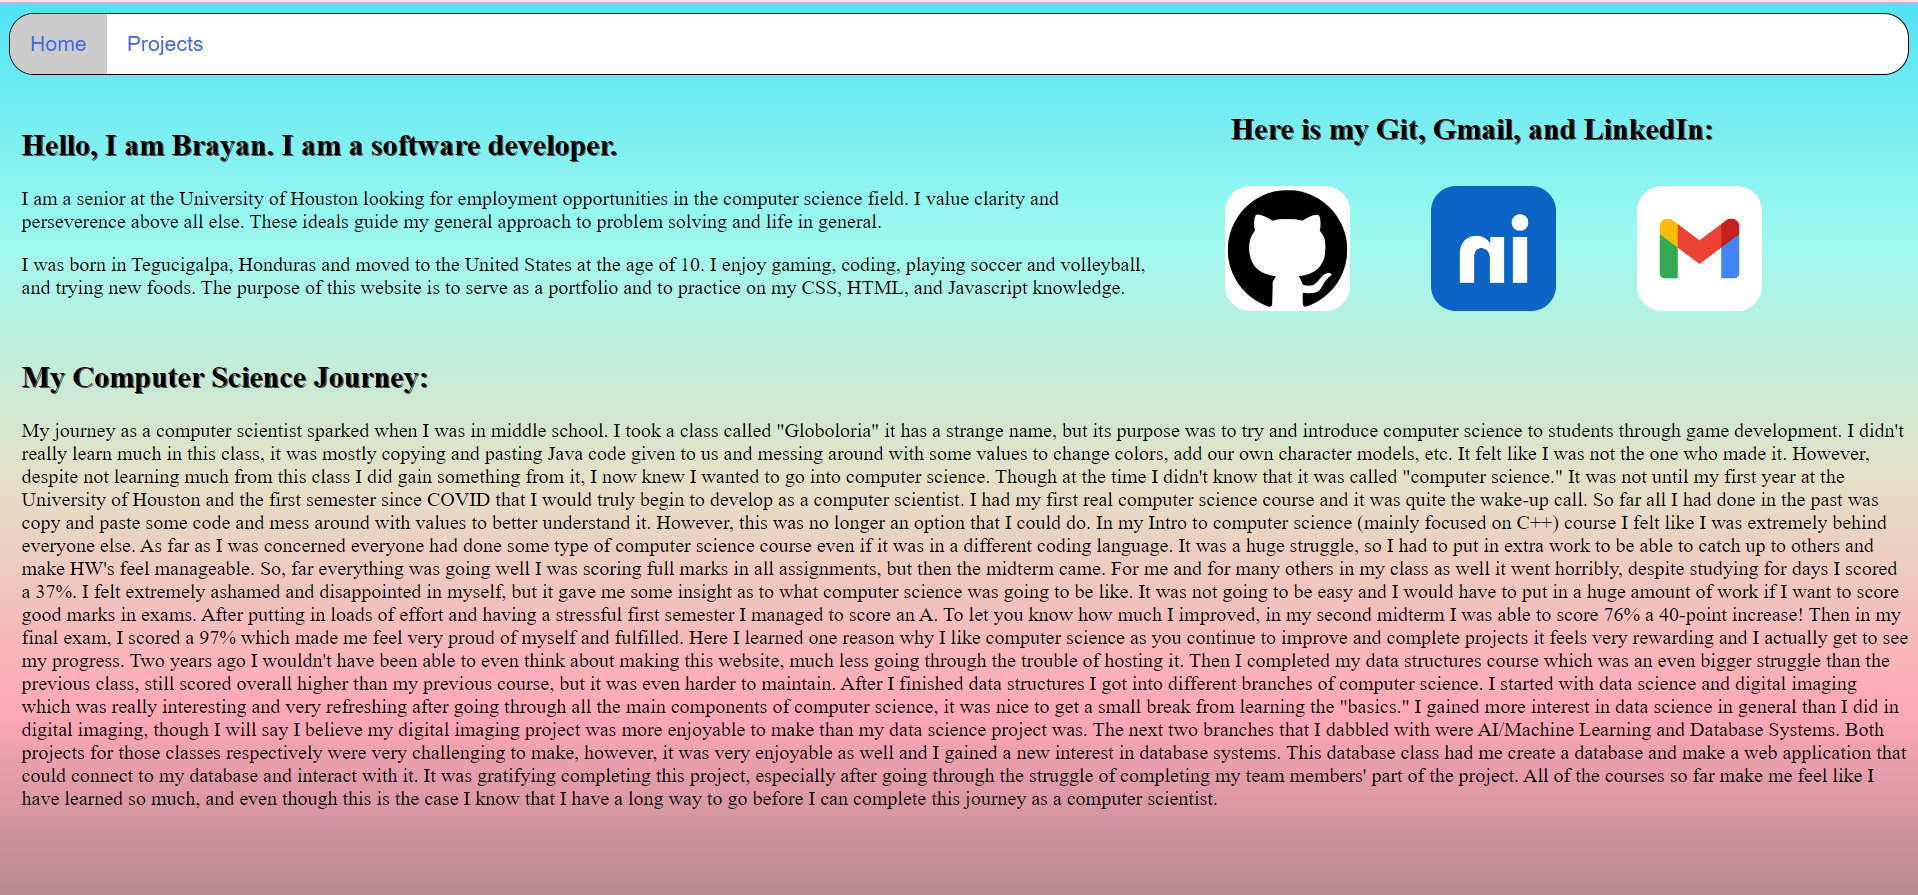 Home
Projects
Hello, I am Brayan. I am a software developer.
I am a senior at the University of Houston looking for employment opportunities in the computer science field. I value clarity and
perseverence above all else. These ideals guide my general approach to problem solving and life in general.
I was born in Tegucigalpa, Honduras and moved to the United States at the age of 10. I enjoy gaming, coding, playing soccer and volleyball,
and trying new foods. The purpose of this website is to serve as a portfolio and to practice on my CSS, HTML, and Javascript knowledge.
Here is my Git, Gmail, and LinkedIn:
My Computer Science Journey:
My journey as a computer scientist sparked when I was in middle school. I took a class called "Globoloria" it has a strange name, but its purpose was to try and introduce computer science to students through game development. I didn't
really learn much in this class, it was mostly copying and pasting Java code given to us and messing around with some values to change colors, add our own character models, etc. It felt like I was not the one who made it. However,
despite not learning much from this class I did gain something from it, I now knew I wanted to go into computer science. Though at the time I didn't know that it was called "computer science." It was not until my first year at the
University of Houston and the first semester since COVID that I would truly begin to develop as a computer scientist. I had my first real computer science course and it was quite the wake-up call. So far all I had done in the past was
copy and paste some code and mess around with values to better understand it. However, this was no longer an option that I could do. In my Intro to computer science (mainly focused on C++) course I felt like I was extremely behind
everyone else. As far as I was concerned everyone had done some type of computer science course even if it was in a different coding language. It was a huge struggle, so I had to put in extra work to be able to catch up to others and
make HW's feel manageable. So, far everything was going well I was scoring full marks in all assignments, but then the midterm came. For me and for many others in my class as well it went horribly, despite studying for days I scored
a 37%. I felt extremely ashamed and disappointed in myself, but it gave me some insight as to what computer science was going to be like. It was not going to be easy and I would have to put in a huge amount of work if I want to score
good marks in exams. After putting in loads of effort and having a stressful first semester I managed to score an A. To let you know how much I improved, in my second midterm I was able to score 76% a 40-point increase! Then in my
final exam, I scored a 97% which made me feel very proud of myself and fulfilled. Here I learned one reason why I like computer science as you continue to improve and complete projects it feels very rewarding and I actually get to see
my progress. Two years ago I wouldn't have been able to even think about making this website, much less going through the trouble of hosting it. Then I completed my data structures course which was an even bigger struggle than the
previous class, still scored overall higher than my previous course, but it was even harder to maintain. After I finished data structures I got into different branches of computer science. I started with data science and digital imaging
which was really interesting and very refreshing after going through all the main components of computer science, it was nice to get a small break from learning the "basics." I gained more interest in data science in general than I did in
digital imaging, though I will say I believe my digital imaging project was more enjoyable to make than my data science project was. The next two branches that I dabbled with were AI/Machine Learning and Database Systems. Both
projects for those classes respectively were very challenging to make, however, it was very enjoyable as well and I gained a new interest in database systems. This database class had me create a database and make a web application that
could connect to my database and interact with it. It was gratifying completing this project, especially after going through the struggle of completing my team members' part of the project. All of the courses so far make me feel like I
have learned so much, and even though this is the case I know that I have a long way to go before I can complete this journey as a computer scientist.